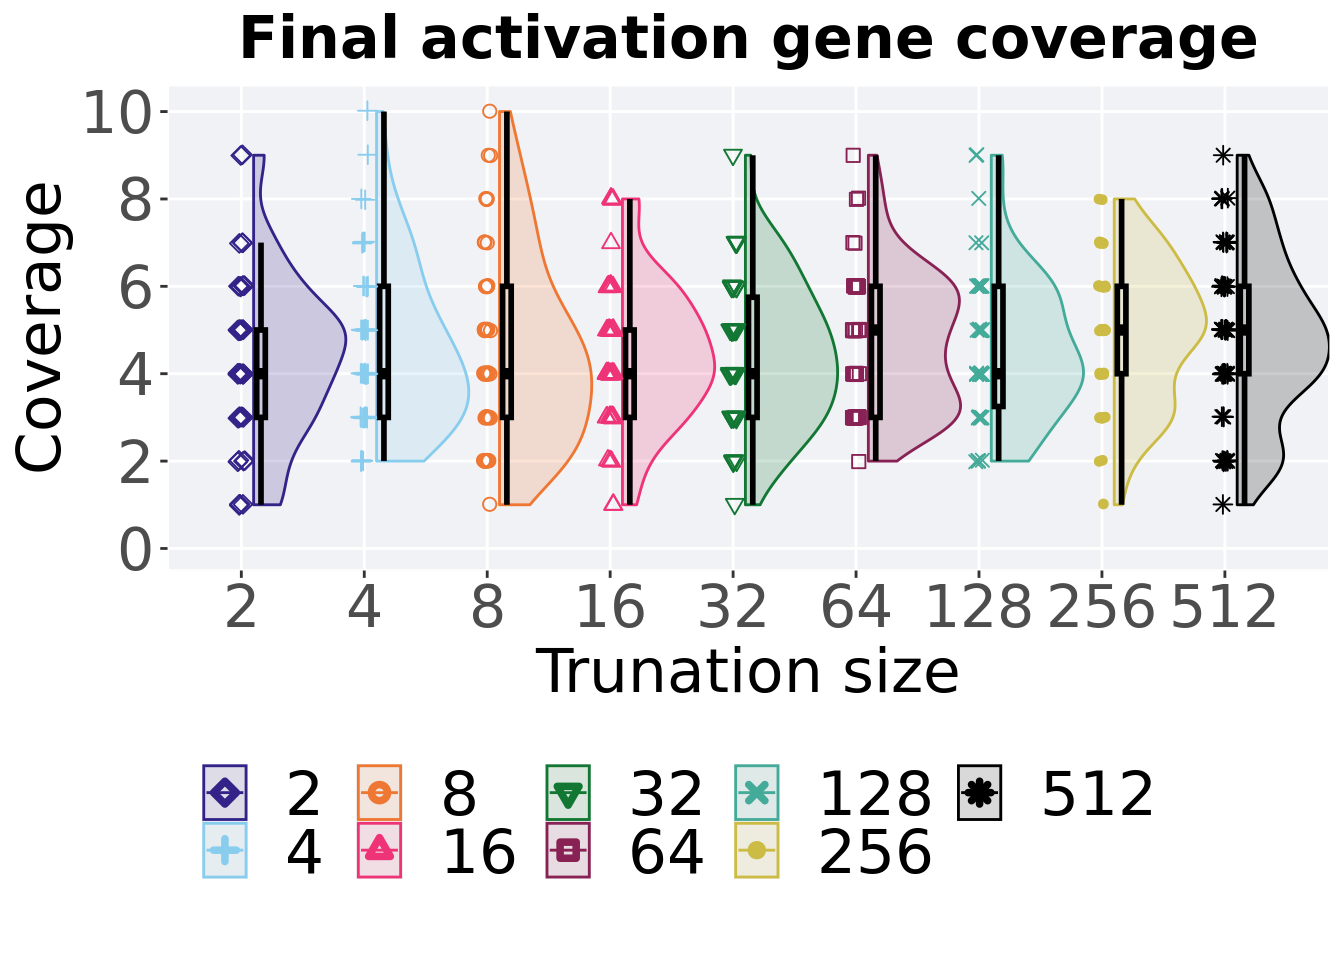 Final activation gene coverage
Coverage
10
8
6
4
2
0
2 4 8 16 32 64 128 256 512
Trunation size
2 8 32 128 512
4 16 64 256